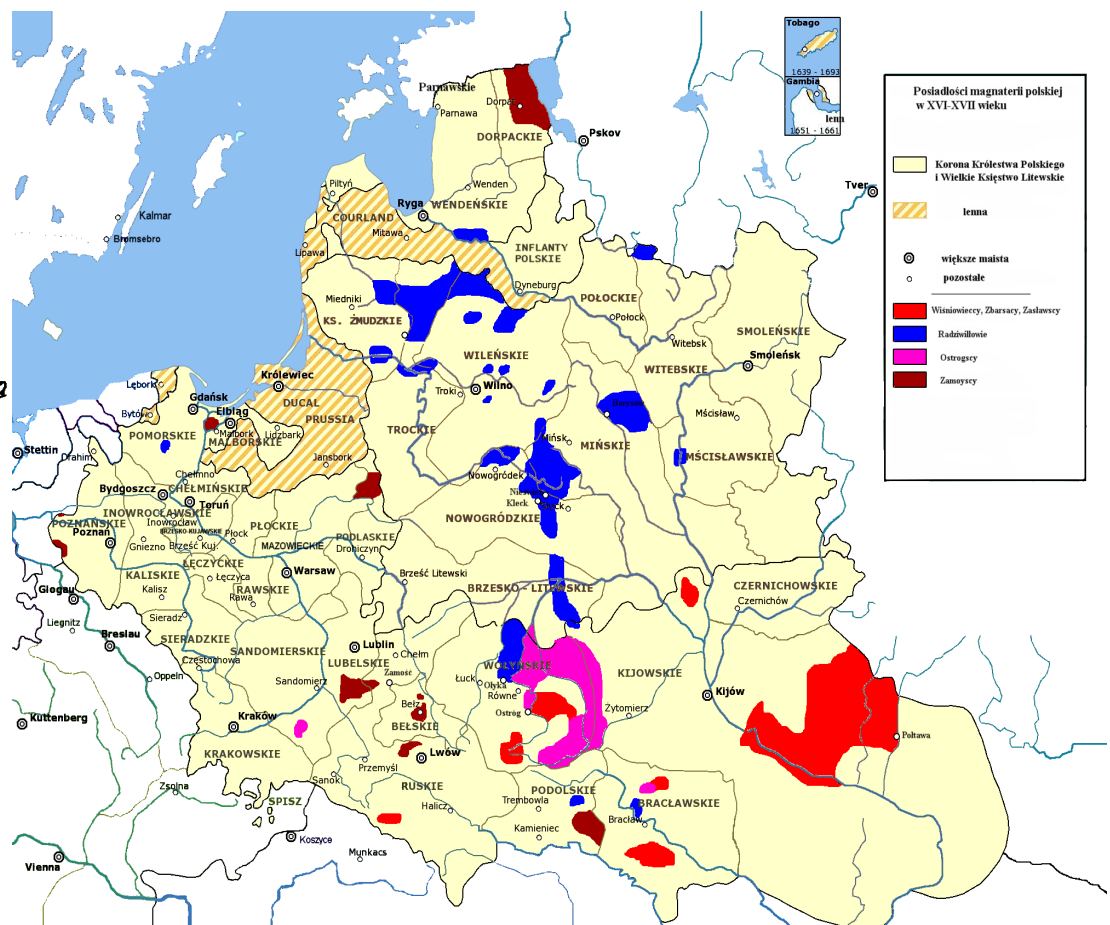 Tobago
1639 - 1693
Gambia
lenn
1651 - 1661
Posiadłości magnaterii polskiej
w XVI-XVII wieku
Korona Królestwa Polskiego
i Wielkie Księstwo Litewskie
lenna
większe maista
pozostałe
Wiśniowieccy, Zbarascy, Zasławscy
Radziwiłłowie
Ostrogscy
Zamoyscy
Parnawskie
Parnawa
Dorpat
DORPACKIE
Pskov
Tver
Kalmar
Bromsebro
Piltyń
Wenden
Ryga
WENDEŃSKIE
COURLAND
Mitawa
Lipawa
INFLANTY
POLSKIE
Dyneburg
Miedniki
KS. ŻMUDZKIE
POŁOCKIE
Połock
SMOLEŃSKIE
Witebsk
WILEŃSKIE
WITEBSKIE
Smoleńsk
Królewiec
Lębork
Troki
Wilno
Gdańsk
DUCAL
PRUSSIA
Bytów
Elbląg
Malbork
Lidzbark
Mścisław
POMORSKIE
MALBORSKIE
TROCKIE
Mińsk
MIŃSKIE
MŚCISŁAWSKIE
Stettin
Drahim
Jansbork
Chełmno
Nowogródek
Bydgoszcz
CHEŁMIŃSKIE
Toruń
Kleck
INOWROCŁAWSKIE
Inowrocław
POZNAŃSKIE
PŁOCKIE
NOWOGRÓDZKIE
Poznań
BRZESKO-KUJAWSKIE
Płock
PODLASKIE
Gniezno
Brześć Kuj.
MAZOWIECKIE
Drohiczyn
ŁĘCZYCKIE
KALISKIE
Łęczyca
Warsaw
Brześć Litewski
CZERNICHOWSKIE
Glogau
Kalisz
RAWSKIE
Rawa
BRZESKO - LITEWSKIE
Czernichów
Liegnitz
Sieradz
Breslau
SIERADZKIE
SANDOMIERSKIE
Lublin
Chełm
LUBELSKIE
WOŁYŃSKIE
KIJOWSKIE
Częstochowa
Oppeln
Sandomierz
Zamość
Łuck
Ołyka
Równe
Kijów
Bełz
Ostróg
Żytomierz
Kuttenberg
Kraków
BEŁSKIE
Połtawa
KRAKOWSKIE
Lwów
Przemyśl
Sanok
RUSKIE
Zsolna
SPISZ
Halicz
Trembowla
PODOLSKIE
BRACŁAWSKIE
Bracław
Kamieniec
Koszyce
Munkacs
Vienna